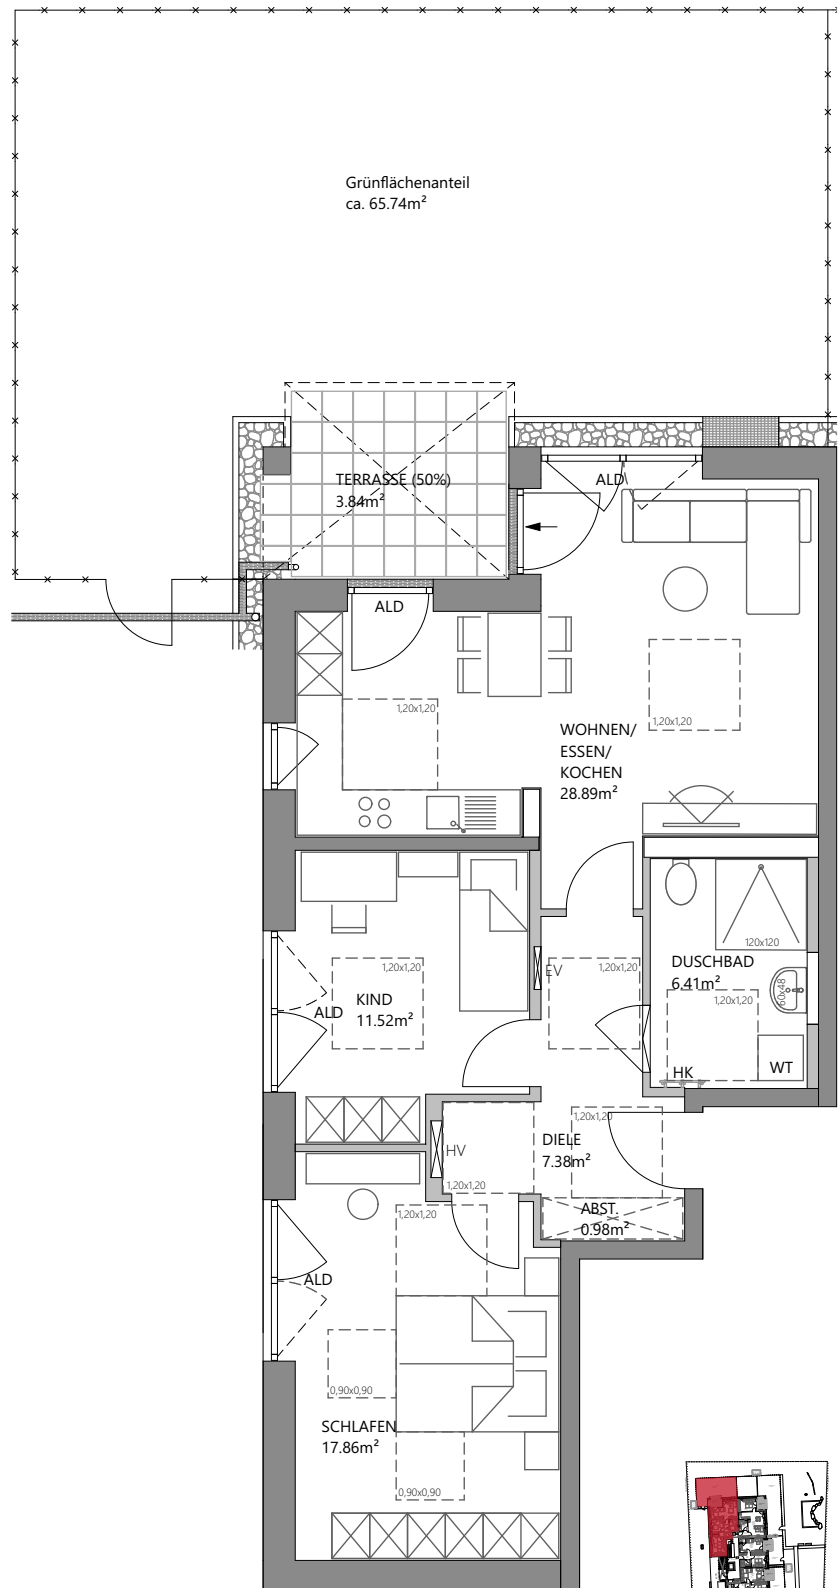 Grünflächenanteil
ca. 65.74m²
TERRASSE (50%)
3.84m²
ALD
ALD
1,20x1,20
1,20x1,20
WOHNEN/
ESSEN/
KOCHEN
28.89m²
120x120
DUSCHBAD
6.41m²
60x48
1,20x1,20
WT
HK
EV
1,20x1,20
1,20x1,20
KIND
11.52m²
ALD
1,20x1,20
DIELE
7.38m²
HV
1,20x1,20
ABST.
0.98m²
1,20x1,20
ALD
0,90x0,90
SCHLAFEN
17.86m²
0,90x0,90